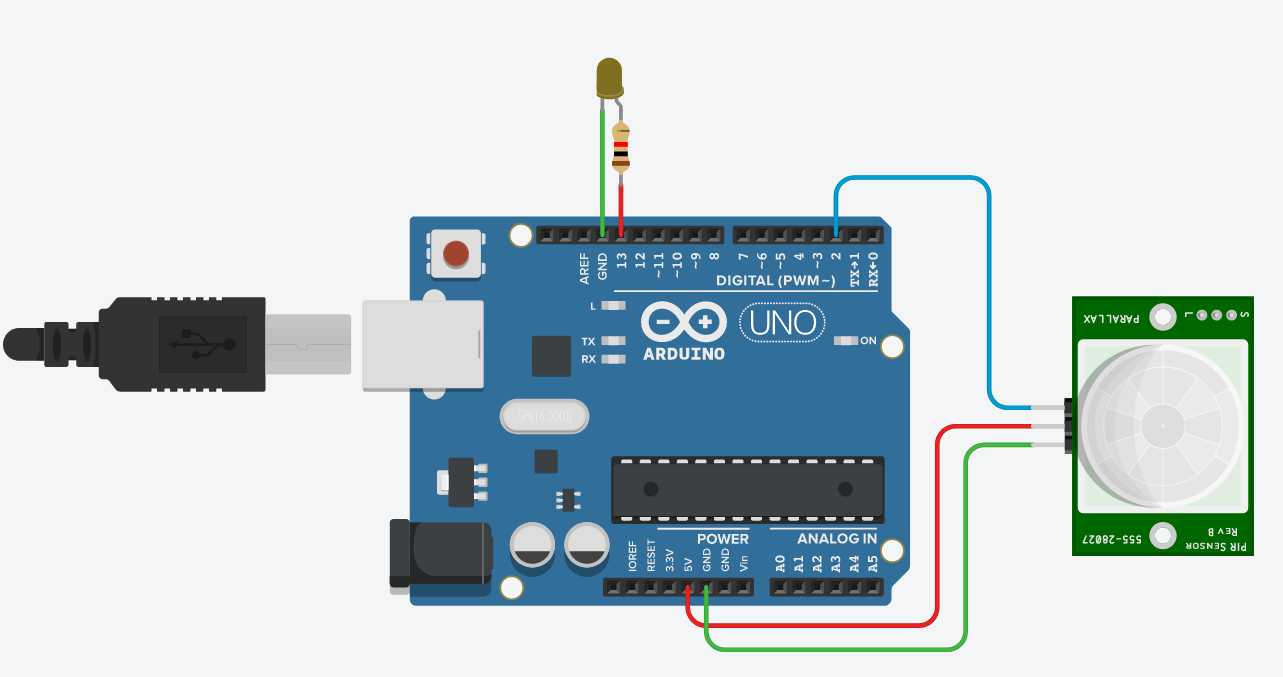 AREF
GND
13
12
~11
~10
~9
8
7
~6
~5
4
~3
2
TX→1
RX←0
DIGITAL (PWM~)
L
TX
RX
ARDUINO
UNO
ON
PARALLAX
L
S
POWER
ANALOG IN
IOREF
RESET
3.3V
5V
GND
GND
Vin
A0
A1
A2
A3
A4
A5
555-28027
PIR SENSOR
REV B